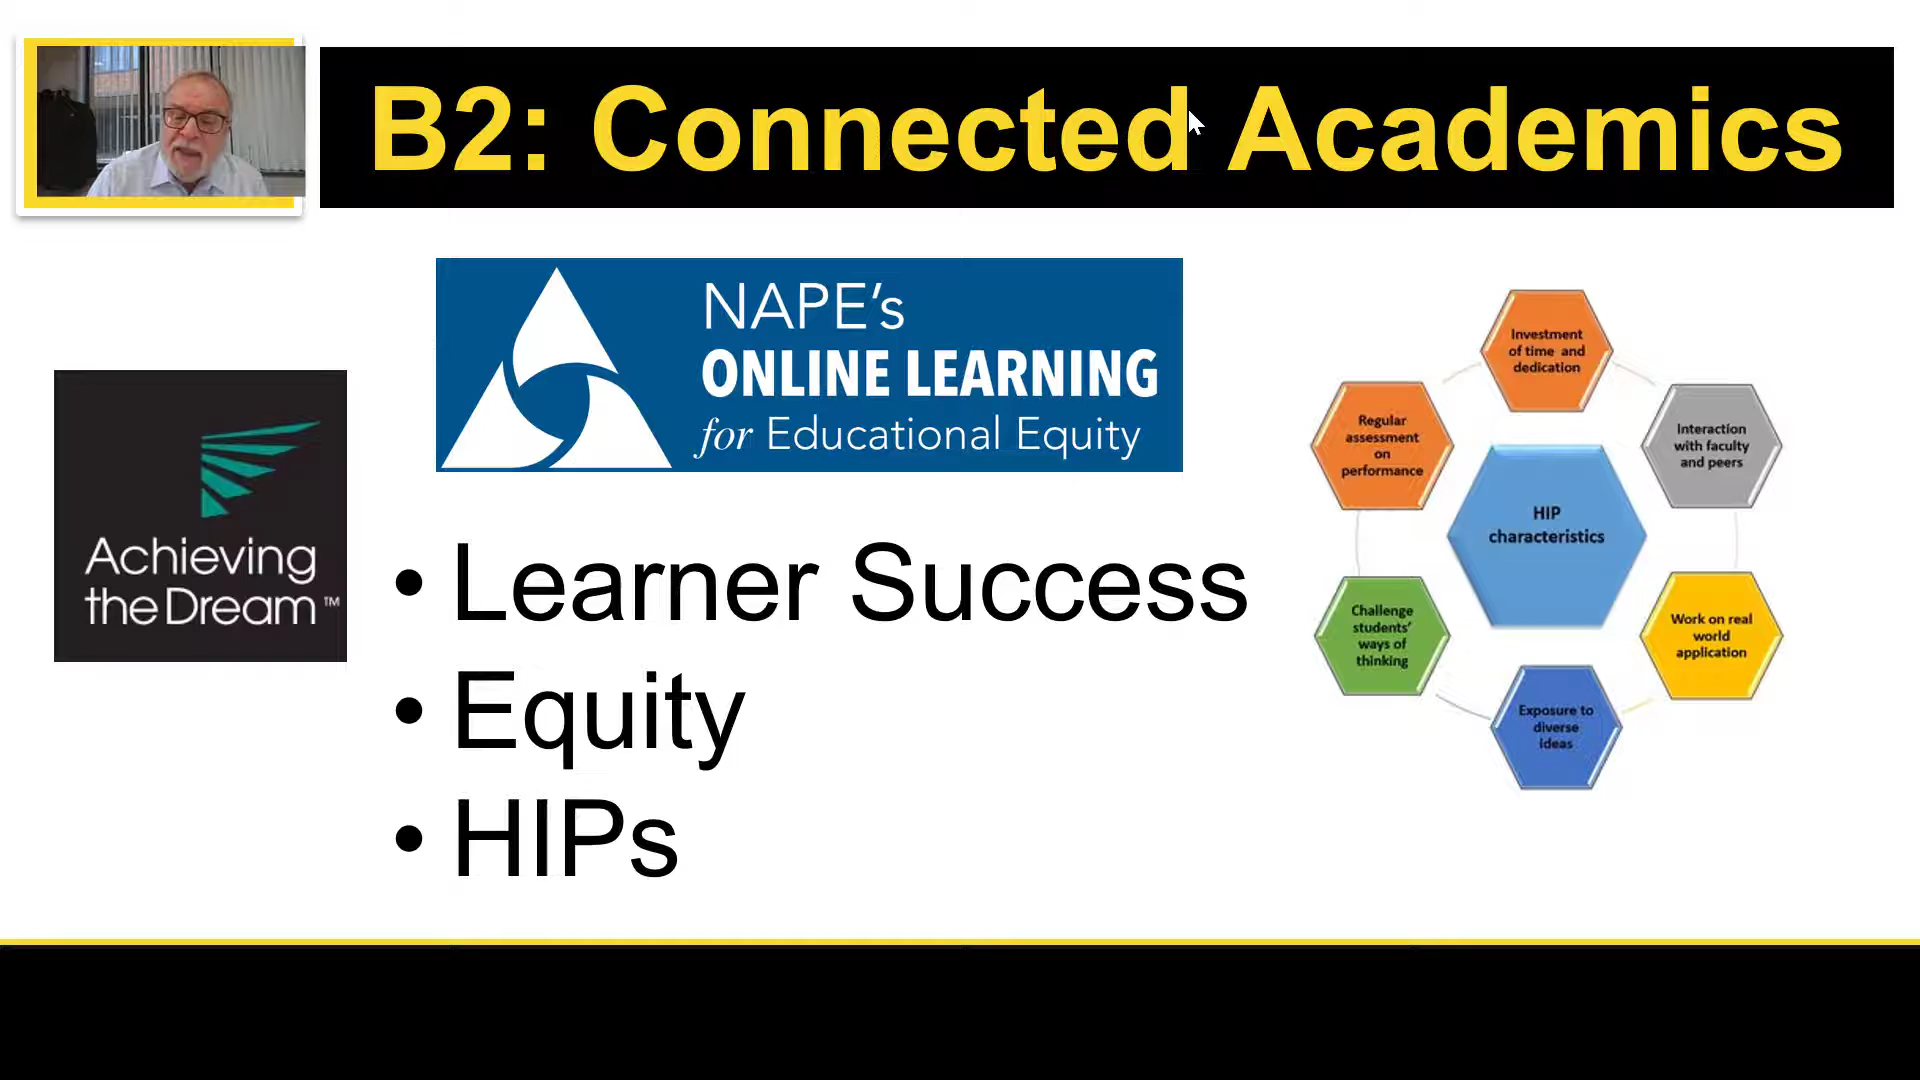 B2: Connected Academics
NAPE’s
ONLINE LEARNING
for Educational Equity
Achieving
the Dream™
• Learner Success
• Equity
• HIPs
Investment
of time and
dedication
Interaction
with faculty
and peers
Work on real
world
application
Exposure to
diverse
ideas
Challenge
students’
ways of
thinking
Regular
assessment
on
performance
HIP
characteristics